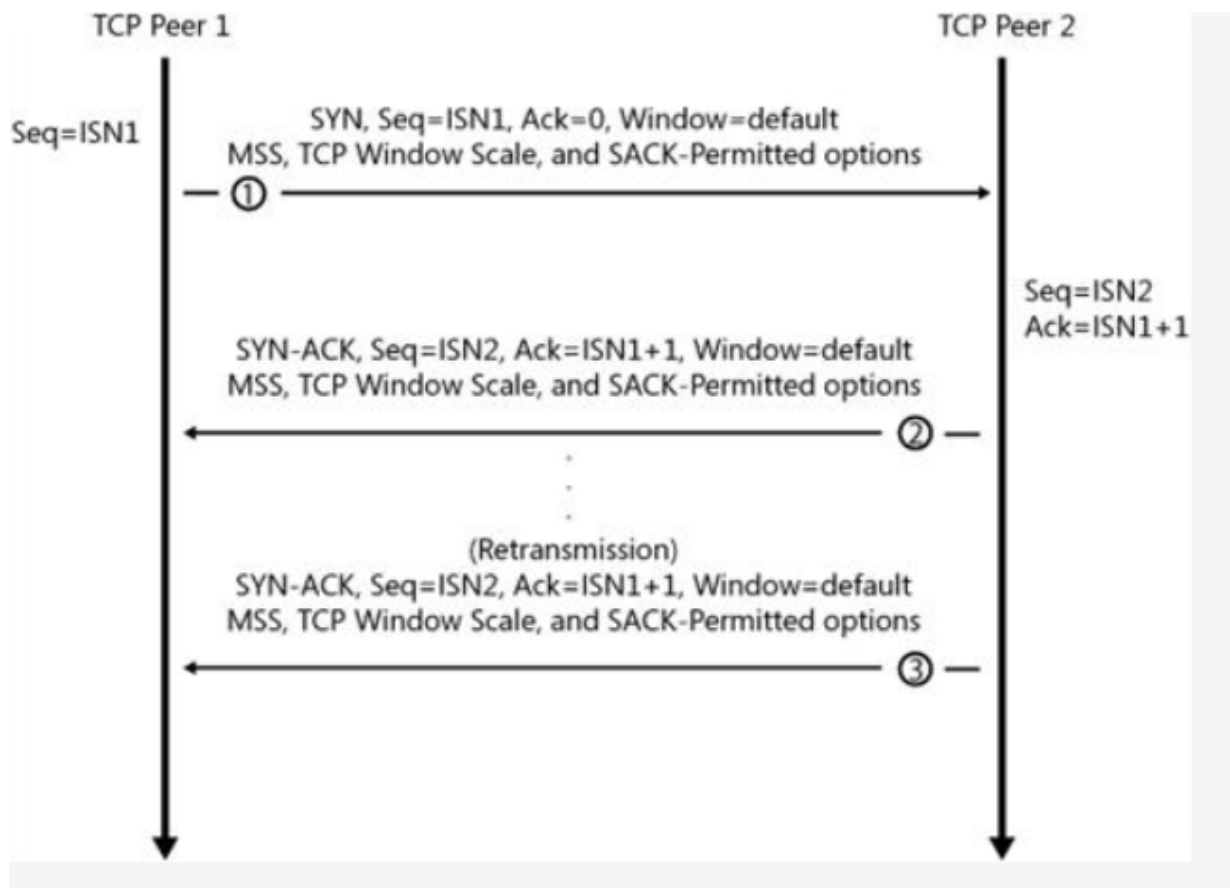 TCP Peer 1
TCP Peer 2
Seq=ISN1
SYN, Seq=ISN1, Ack=0, Window=default
MSS, TCP Window Scale, and SACK-Permitted options
①
Seq=ISN2
Ack=ISN1+1
SYN-ACK, Seq=ISN2, Ack=ISN1+1, Window=default
MSS, TCP Window Scale, and SACK-Permitted options
②
(Retransmission)
SYN-ACK, Seq=ISN2, Ack=ISN1+1, Window=default
MSS, TCP Window Scale, and SACK-Permitted options
③